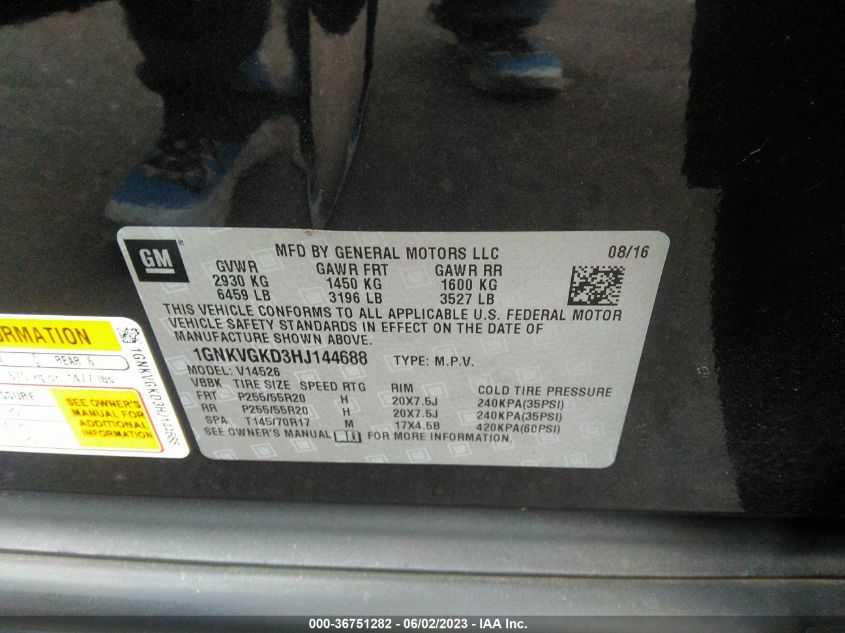 GM
MFD BY GENERAL MOTORS LLC 08/16
GVWR GAWR FRT GAWR RR
2930 KG 1450 KG 1600 KG
6459 LB 3196 LB 3527 LB
THIS VEHICLE CONFORMS TO ALL APPLICABLE U.S. FEDERAL MOTOR
VEHICLE SAFETY STANDARDS IN EFFECT ON THE DATE OF
MANUFACTURE SHOWN ABOVE.
1GNKVGKD3HJ144688 TYPE: M.P.V.
MODEL: V14526
VBBK TIRE SIZE SPEED RTG RIM COLD TIRE PRESSURE
FRT P255/55R20 H 20X7.5J 240KPA(35PSI)
RR P255/55R20 H 20X7.5J 240KPA(35PSI)
SPA T145/70R17 M 17X4.5B 420KPA(60PSI)
SEE OWNER'S MANUAL FOR MORE INFORMATION.
ORMATION
REAR
lbs
SEE OWNER'S
MANUAL FOR
ADDITIONAL
INFORMATION
1GNKVGKD3HJ144688
000-36751282 - 06/02/2023 - IAA Inc.